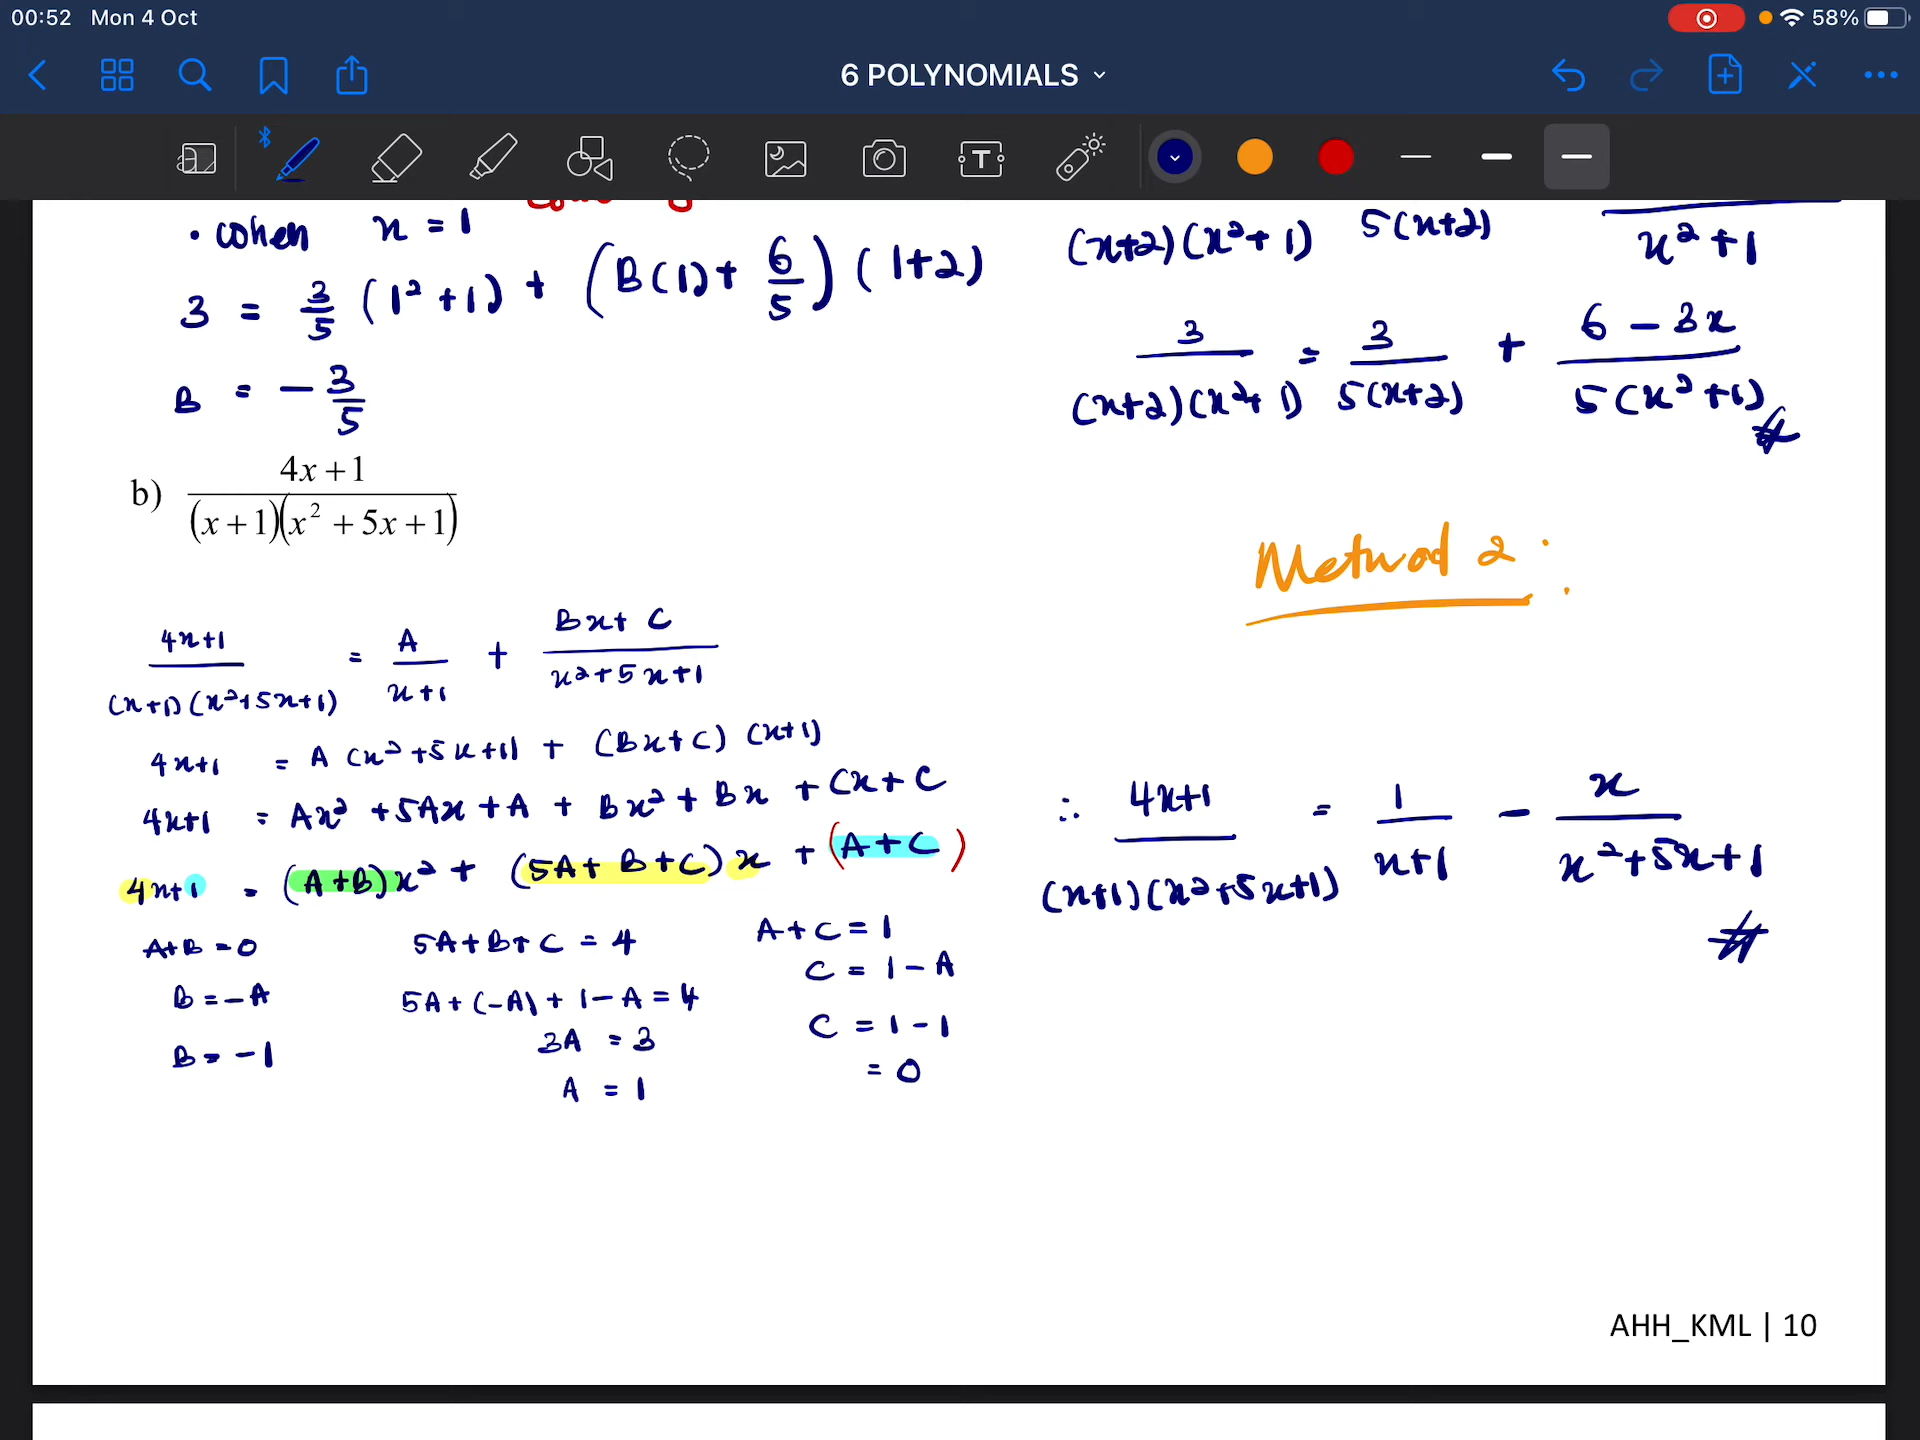 00:52 Mon 4 Oct
58%
6 POLYNOMIALS
T
• when x = 1
3 = 3/5 (1² + 1) + (B(1) + 6/5) (1+2)
B = - 3/5
(x+2)(x²+1) 5(x+2) x²+1
3/((x+2)(x²+1)) = 3/(5(x+2)) + (6-3x)/(5(x²+1)) #
b) (4x+1)/((x+1)(x²+5x+1))
Method 2 :
(4x+1)/((x+1)(x²+5x+1)) = A/(x+1) + (Bx+C)/(x²+5x+1)
4x+1 = A(x²+5x+1) + (Bx+C)(x+1)
4x+1 = Ax² + 5Ax + A + Bx² + Bx + Cx + C
4x+1 = (A+B)x² + (5A+B+C)x + (A+C)
A+B = 0
B = -A
B = -1
5A+B+C = 4
5A+(-A)+1-A = 4
3A = 3
A = 1
A+C = 1
C = 1-A
C = 1-1
= 0
∴ (4x+1)/((x+1)(x²+5x+1)) = 1/(x+1) - x/(x²+5x+1)
#
AHH_KML | 10